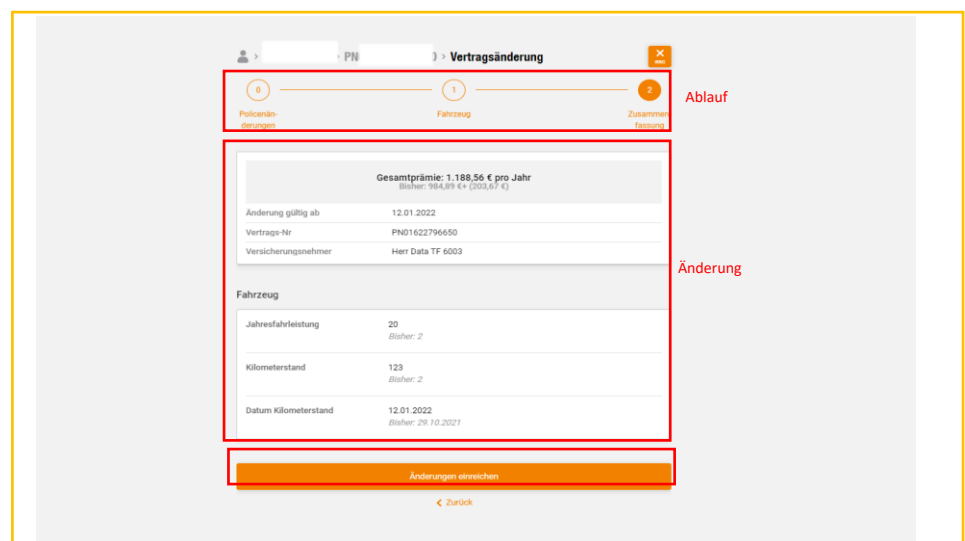 › PN › Vertragsänderung
0 1 2
Policenän-
derungen
Fahrzeug
Zusammen
fassung
Ablauf
Gesamtprämie: 1.188,56 € pro Jahr
Bisher: 984,89 €+ (203,67 €)
Änderung gültig ab 12.01.2022
Vertrags-Nr PN01622796650
Versicherungsnehmer Herr Data TF 6003
Änderung
Fahrzeug
Jahresfahrleistung 20
Bisher: 2
Kilometerstand 123
Bisher: 2
Datum Kilometerstand 12.01.2022
Bisher: 29.10.2021
Änderungen einreichen
Zurück